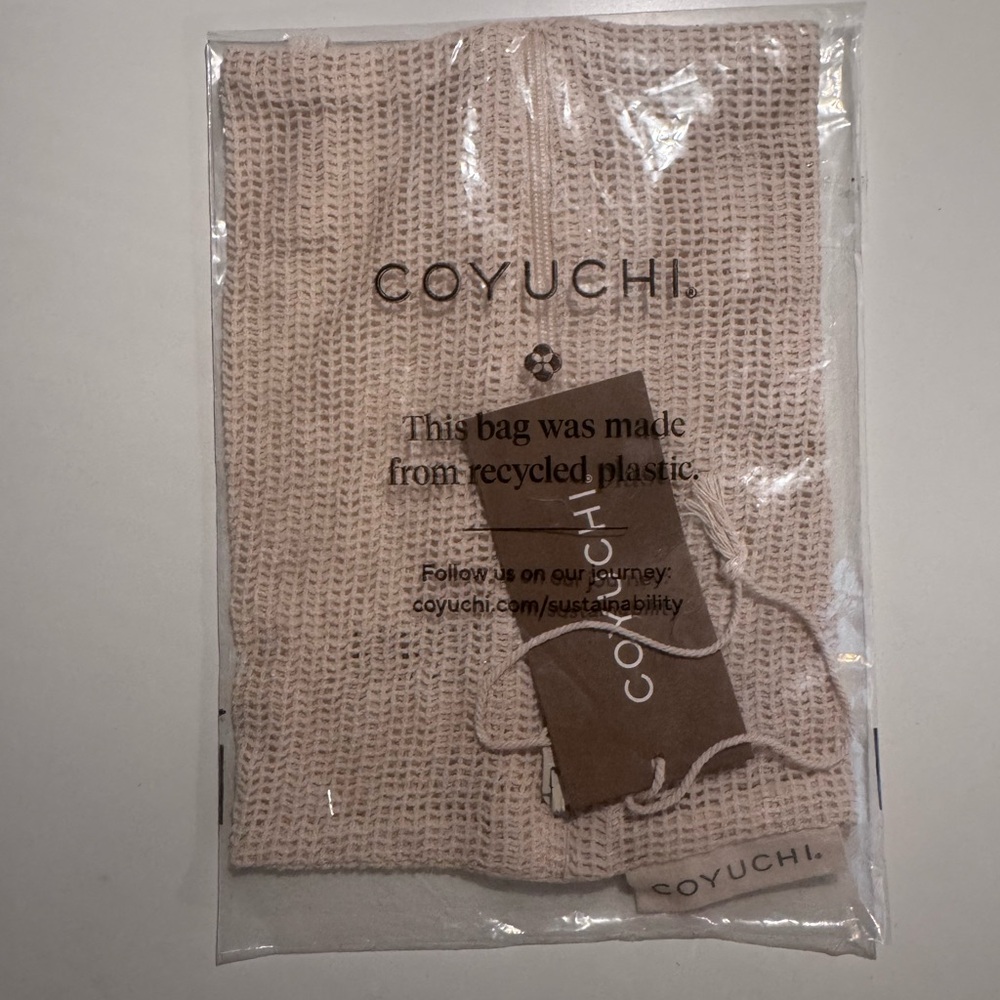 COYUCHI®
This bag was made
from recycled plastic.
Follow us on our journey:
coyuchi.com/sustainability
COYUCHI®
COYUCHI®